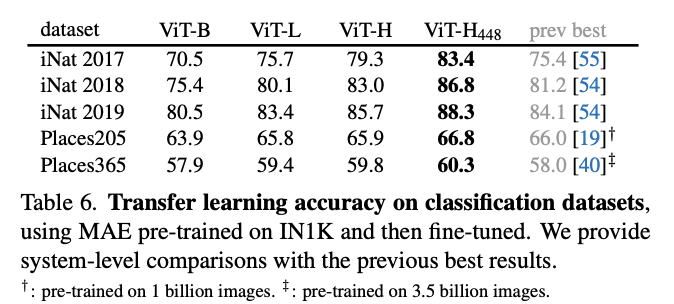 dataset ViT-B ViT-L ViT-H ViT-H₄₄₈ prev best
iNat 2017 70.5 75.7 79.3 83.4 75.4 [55]
iNat 2018 75.4 80.1 83.0 86.8 81.2 [54]
iNat 2019 80.5 83.4 85.7 88.3 84.1 [54]
Places205 63.9 65.8 65.9 66.8 66.0 [19]†
Places365 57.9 59.4 59.8 60.3 58.0 [40]‡
Table 6. Transfer learning accuracy on classification datasets,
using MAE pre-trained on IN1K and then fine-tuned. We provide
system-level comparisons with the previous best results.
†: pre-trained on 1 billion images. ‡: pre-trained on 3.5 billion images.